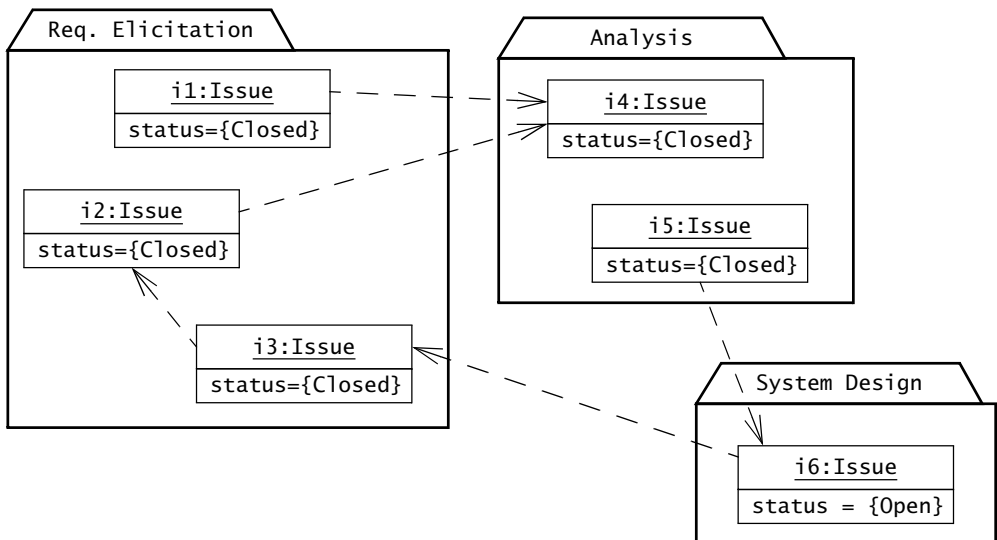 Req. Elicitation
i1:Issue
status={Closed}
i2:Issue
status={Closed}
i3:Issue
status={Closed}
Analysis
i4:Issue
status={Closed}
i5:Issue
status={Closed}
System Design
i6:Issue
status = {Open}